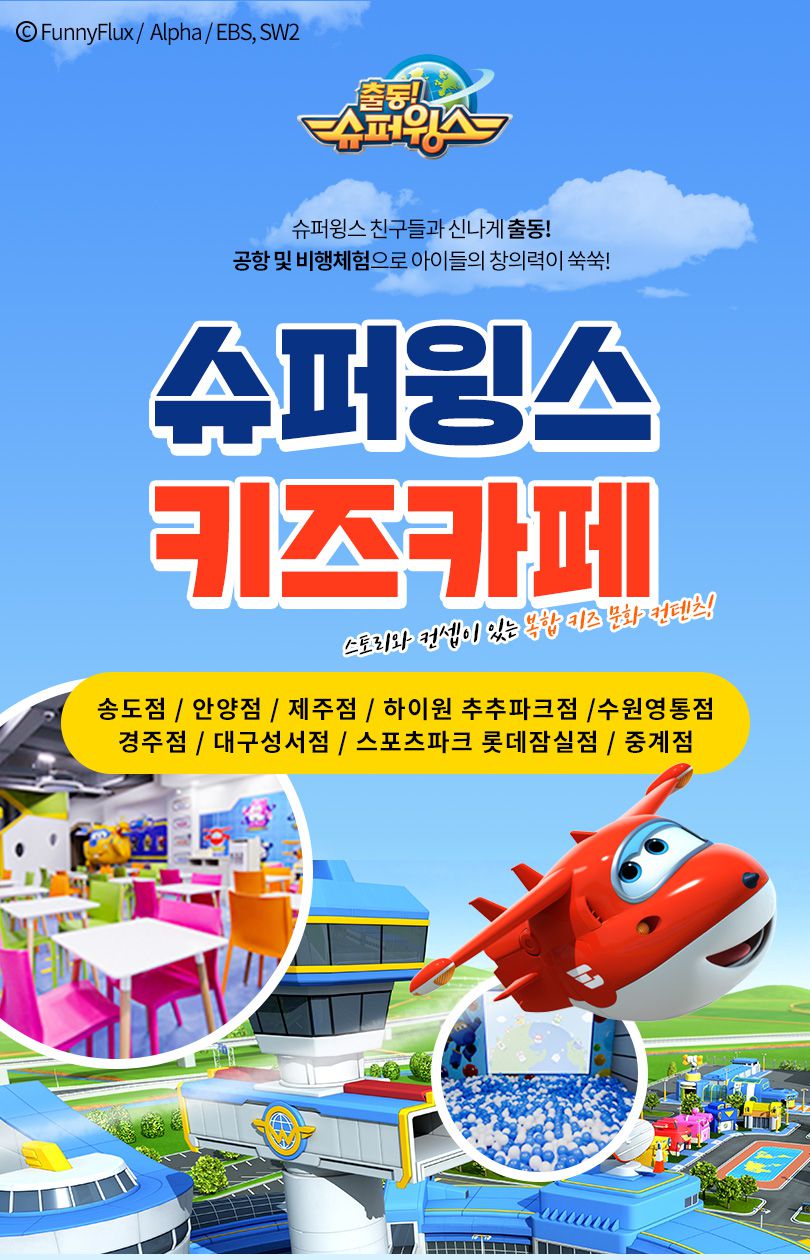 © FunnyFlux / Alpha / EBS, SW2
출동!
슈퍼윙스
슈퍼윙스 친구들과 신나게 출동!
공항 및 비행체험으로 아이들의 창의력이 쑥쑥!
슈퍼윙스
키즈카페
스토리와 컨셉이 있는 복합 키즈 문화 컨텐츠!
송도점 / 안양점 / 제주점 / 하이원 추추파크점 /수원영통점
경주점 / 대구성서점 / 스포츠파크 롯데잠실점 / 중계점